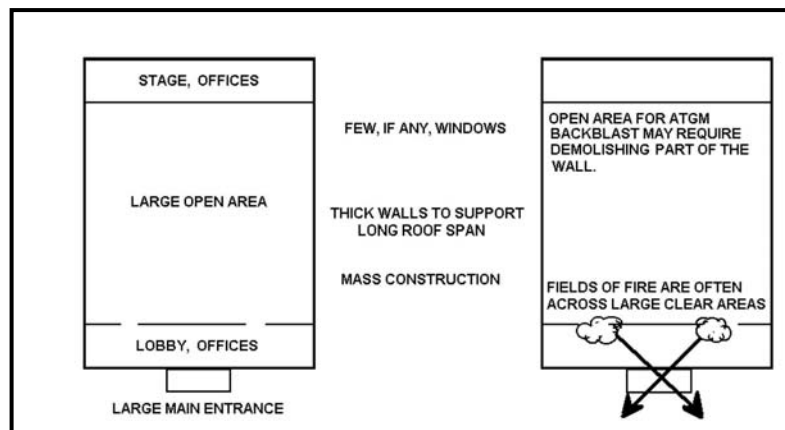 STAGE, OFFICES
LARGE OPEN AREA
LOBBY, OFFICES
LARGE MAIN ENTRANCE
FEW, IF ANY, WINDOWS
THICK WALLS TO SUPPORT
LONG ROOF SPAN
MASS CONSTRUCTION
OPEN AREA FOR ATGM
BACKBLAST MAY REQUIRE
DEMOLISHING PART OF THE
WALL.
FIELDS OF FIRE ARE OFTEN
ACROSS LARGE CLEAR AREAS